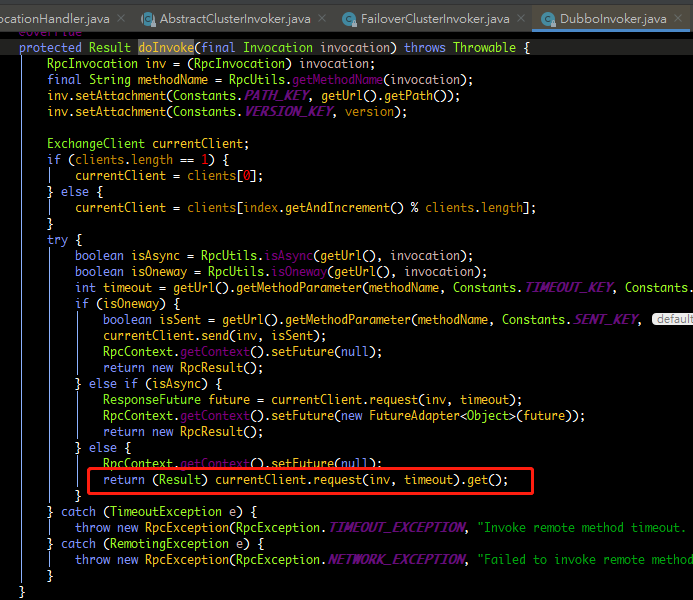 ocationHandler.java AbstractClusterInvoker.java FailoverClusterInvoker.java DubboInvoker.java
@Override
protected Result doInvoke(final Invocation invocation) throws Throwable {
RpcInvocation inv = (RpcInvocation) invocation;
final String methodName = RpcUtils.getMethodName(invocation);
inv.setAttachment(Constants.PATH_KEY, getUrl().getPath());
inv.setAttachment(Constants.VERSION_KEY, version);
ExchangeClient currentClient;
if (clients.length == 1) {
currentClient = clients[0];
} else {
currentClient = clients[index.getAndIncrement() % clients.length];
}
try {
boolean isAsync = RpcUtils.isAsync(getUrl(), invocation);
boolean isOneway = RpcUtils.isOneway(getUrl(), invocation);
int timeout = getUrl().getMethodParameter(methodName, Constants.TIMEOUT_KEY, Constants.
if (isOneway) {
boolean isSent = getUrl().getMethodParameter(methodName, Constants.SENT_KEY, default
currentClient.send(inv, isSent);
RpcContext.getContext().setFuture(null);
return new RpcResult();
} else if (isAsync) {
ResponseFuture future = currentClient.request(inv, timeout);
RpcContext.getContext().setFuture(new FutureAdapter<Object>(future));
return new RpcResult();
} else {
RpcContext.getContext().setFuture(null);
return (Result) currentClient.request(inv, timeout).get();
}
} catch (TimeoutException e) {
throw new RpcException(RpcException.TIMEOUT_EXCEPTION, "Invoke remote method timeout.
} catch (RemotingException e) {
throw new RpcException(RpcException.NETWORK_EXCEPTION, "Failed to invoke remote method
}
}